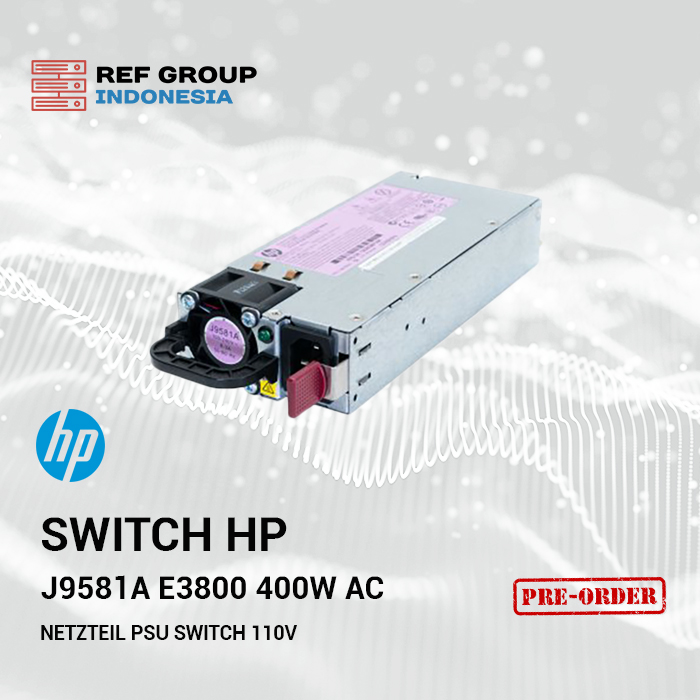 REF GROUP
INDONESIA
J9581A
hp
SWITCH HP
J9581A E3800 400W AC
PRE-ORDER
NETZTEIL PSU SWITCH 110V